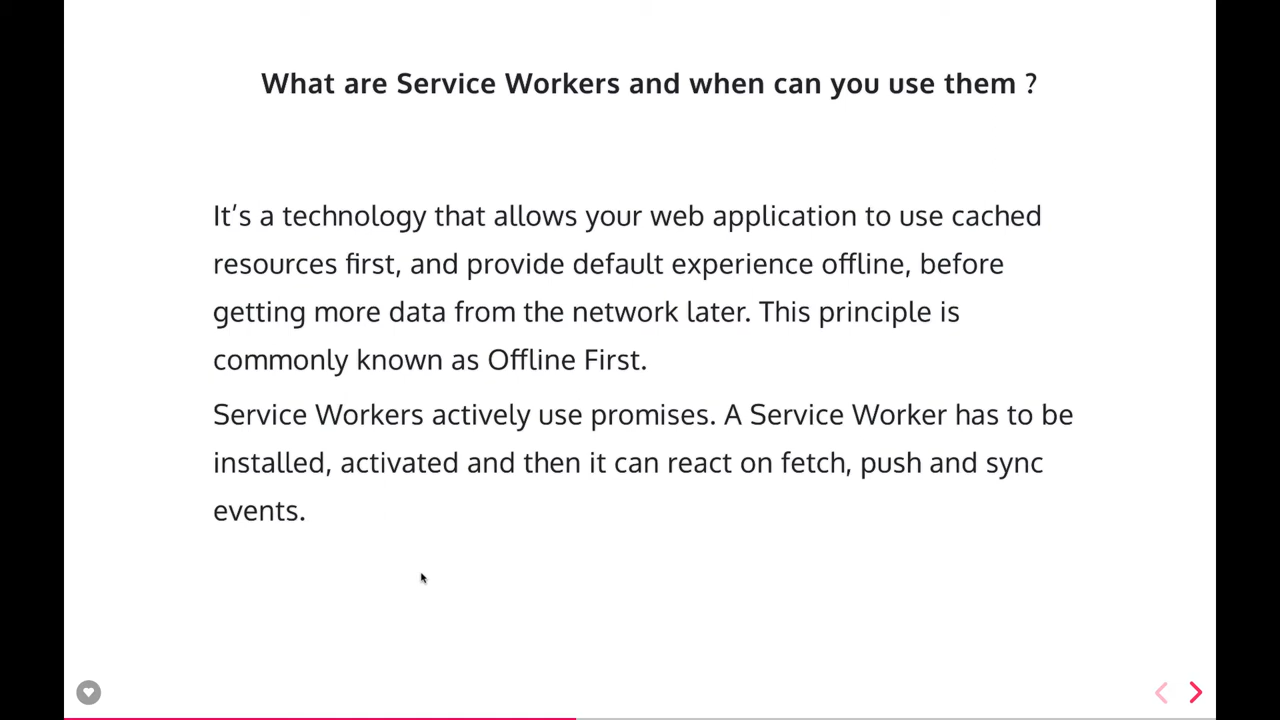 What are Service Workers and when can you use them ?
It’s a technology that allows your web application to use cached
resources first, and provide default experience offline, before
getting more data from the network later. This principle is
commonly known as Offline First.
Service Workers actively use promises. A Service Worker has to be
installed, activated and then it can react on fetch, push and sync
events.